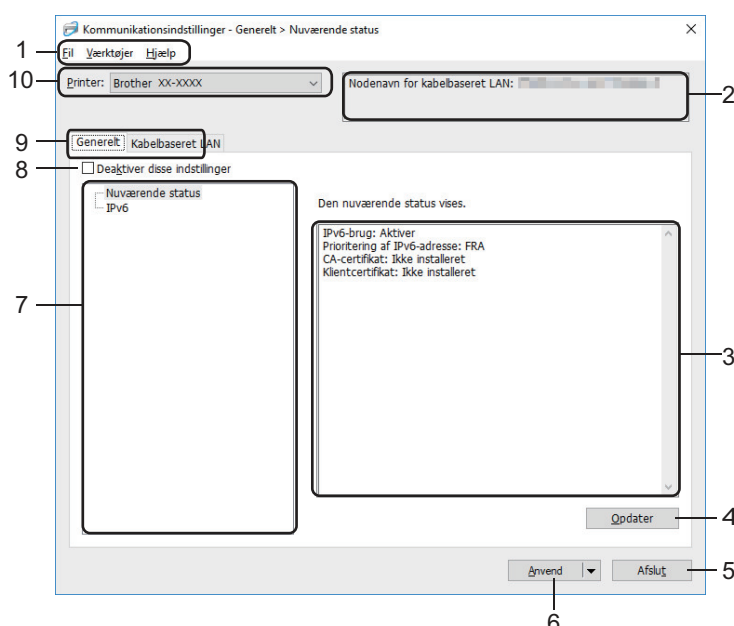 Kommunikationsindstillinger - Generelt > Nuværende status
1
Fil Værktøjer Hjælp
10
Printer: Brother XX-XXXX
Nodenavn for kabelbaseret LAN:
2
9
Generelt Kabelbaseret LAN
8
Deaktiver disse indstillinger
Nuværende status
IPv6
7
Den nuværende status vises.
IPv6-brug: Aktiver
Prioritering af IPv6-adresse: FRA
CA-certifikat: Ikke installeret
Klientcertifikat: Ikke installeret
3
Opdater
4
Anvend
Afslut
5
6